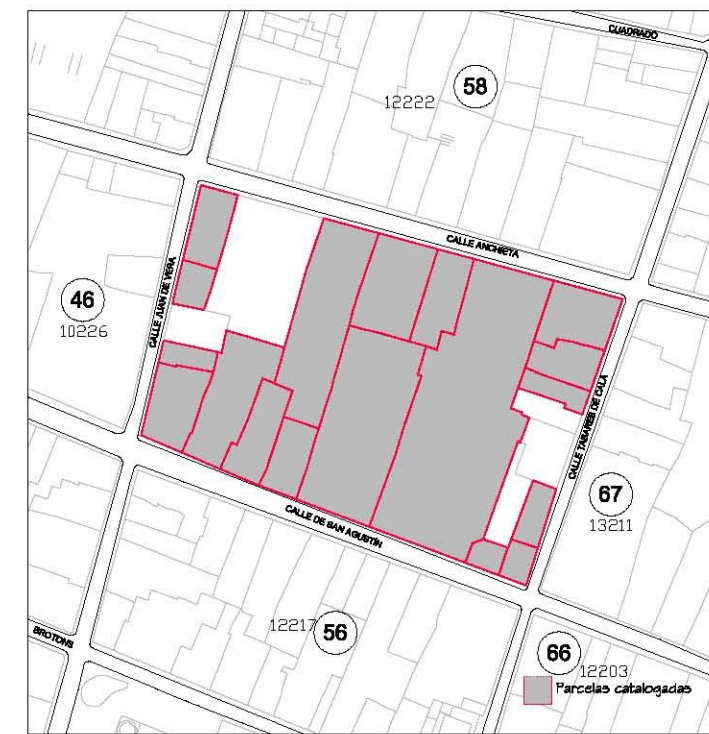 CUADRADO
58
12222
CALLE ANCHIETA
46
10226
CALLE JUAN DE VERA
CALLE TABARES DE CALA
67
13211
CALLE DE SAN AGUSTÍN
12217
56
BROTONS
66
12203
Parcelas catalogadas